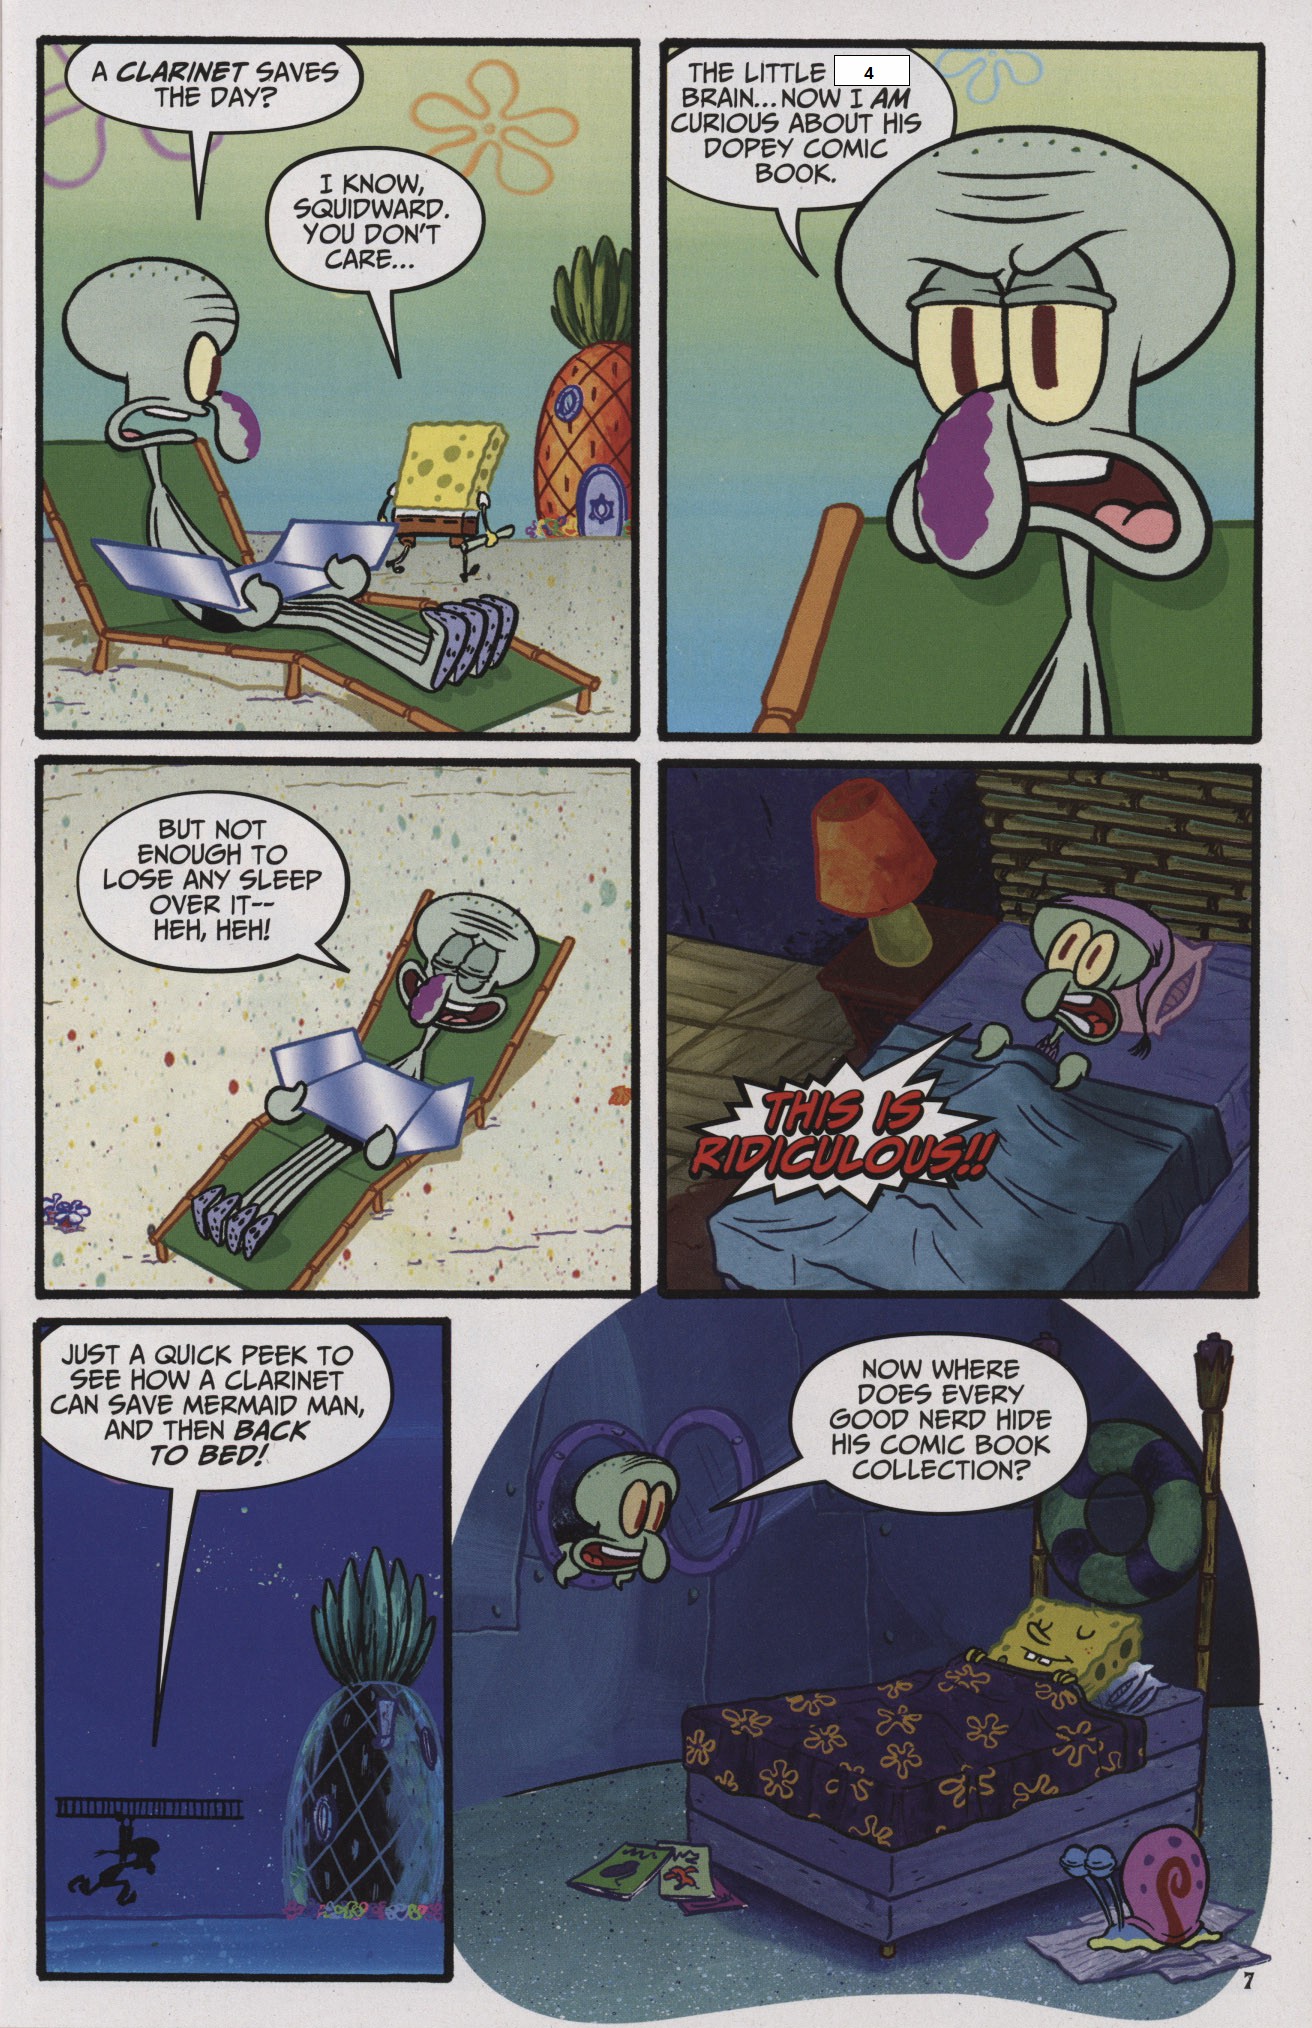 A CLARINET SAVES
THE DAY?
I KNOW,
SQUIDWARD.
YOU DON'T
CARE...
THE LITTLE 4
BRAIN...NOW I AM
CURIOUS ABOUT HIS
DOPEY COMIC
BOOK.
BUT NOT
ENOUGH TO
LOSE ANY SLEEP
OVER IT--
HEH, HEH!
THIS IS
RIDICULOUS!!
JUST A QUICK PEEK TO
SEE HOW A CLARINET
CAN SAVE MERMAID MAN,
AND THEN BACK
TO BED!
NOW WHERE
DOES EVERY
GOOD NERD HIDE
HIS COMIC BOOK
COLLECTION?
7